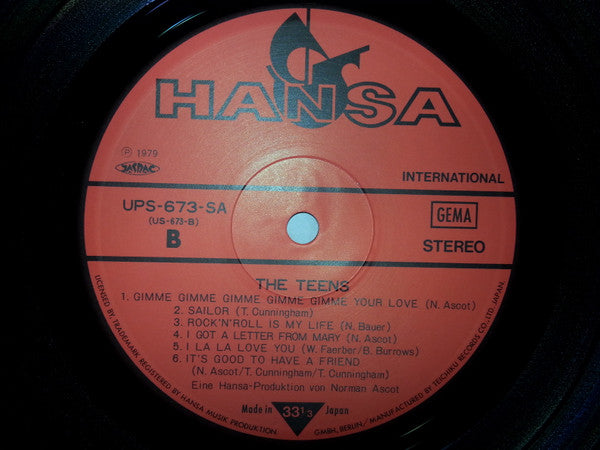 HANSA
℗ 1979
JASRAC
INTERNATIONAL
UPS-673-SA
(US-673-B)
B
GEMA
STEREO
THE TEENS
1. GIMME GIMME GIMME GIMME GIMME YOUR LOVE (N. Ascot)
2. SAILOR (T. Cunningham)
3. ROCK'N'ROLL IS MY LIFE (N. Bauer)
4. I GOT A LETTER FROM MARY (N. Ascot)
5. I LA LA LOVE YOU (W. Faerber/B. Burrows)
6. IT'S GOOD TO HAVE A FRIEND
(N. Ascot/T. Cunningham/T. Cunningham)
Eine Hansa-Produktion von Norman Ascot
Made in 33 1/3 Japan
LICENSED BY TRADEMARK REGISTERED BY HANSA MUSIK PRODUKTION GMBH, BERLIN/MANUFACTURED BY TEICHIKU RECORDS CO., LTD. JAPAN.